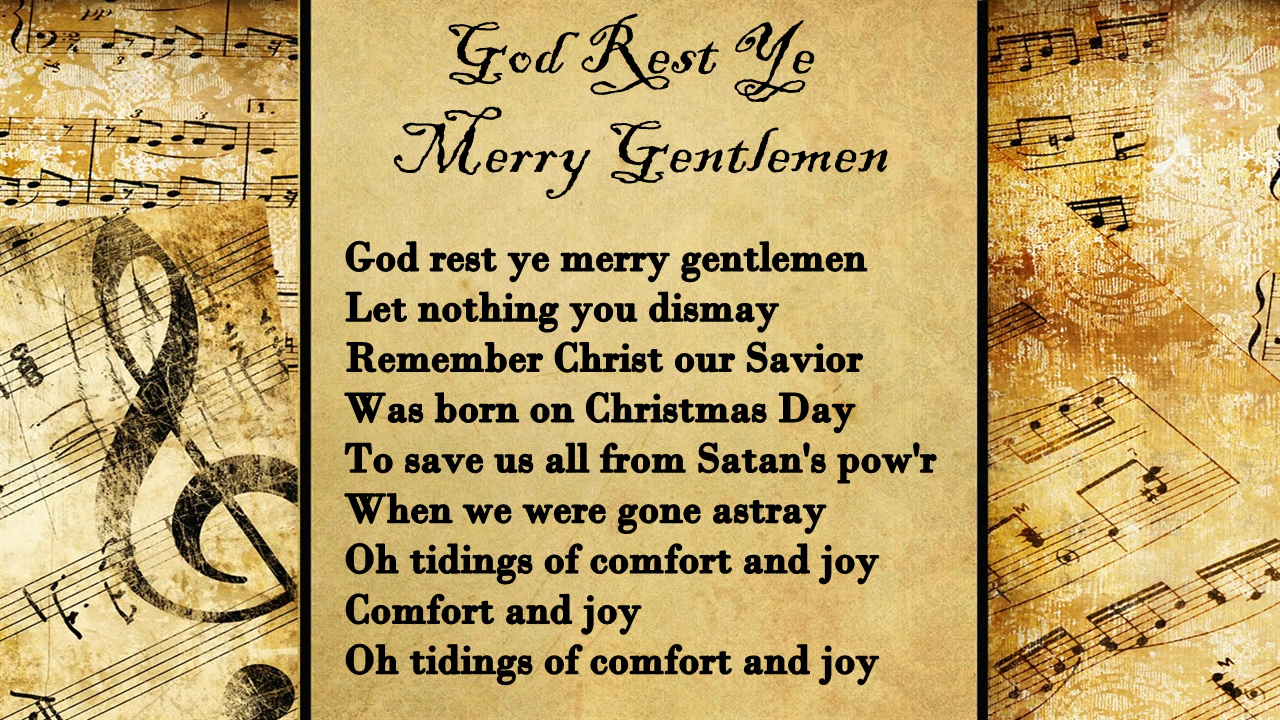 God Rest Ye
Merry Gentlemen
God rest ye merry gentlemen
Let nothing you dismay
Remember Christ our Savior
Was born on Christmas Day
To save us all from Satan's pow'r
When we were gone astray
Oh tidings of comfort and joy
Comfort and joy
Oh tidings of comfort and joy